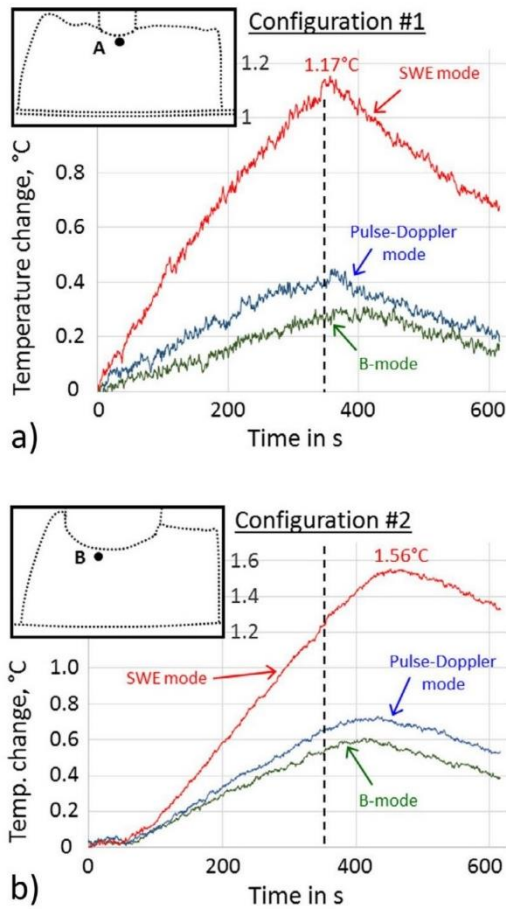 Configuration #1
A
1.2
1.17°C
SWE mode
1
0.8
0.6
Pulse-Doppler
mode
0.4
0.2
B-mode
0
Temperature change, °C
0
200
400
600
a)
Time in s
Configuration #2
B
1.6
1.56°C
1.4
1.2
SWE mode
Pulse-Doppler
mode
1.0
0.8
0.6
B-mode
0.4
0.2
0
Temp. change, °C
0
200
400
600
b)
Time in s